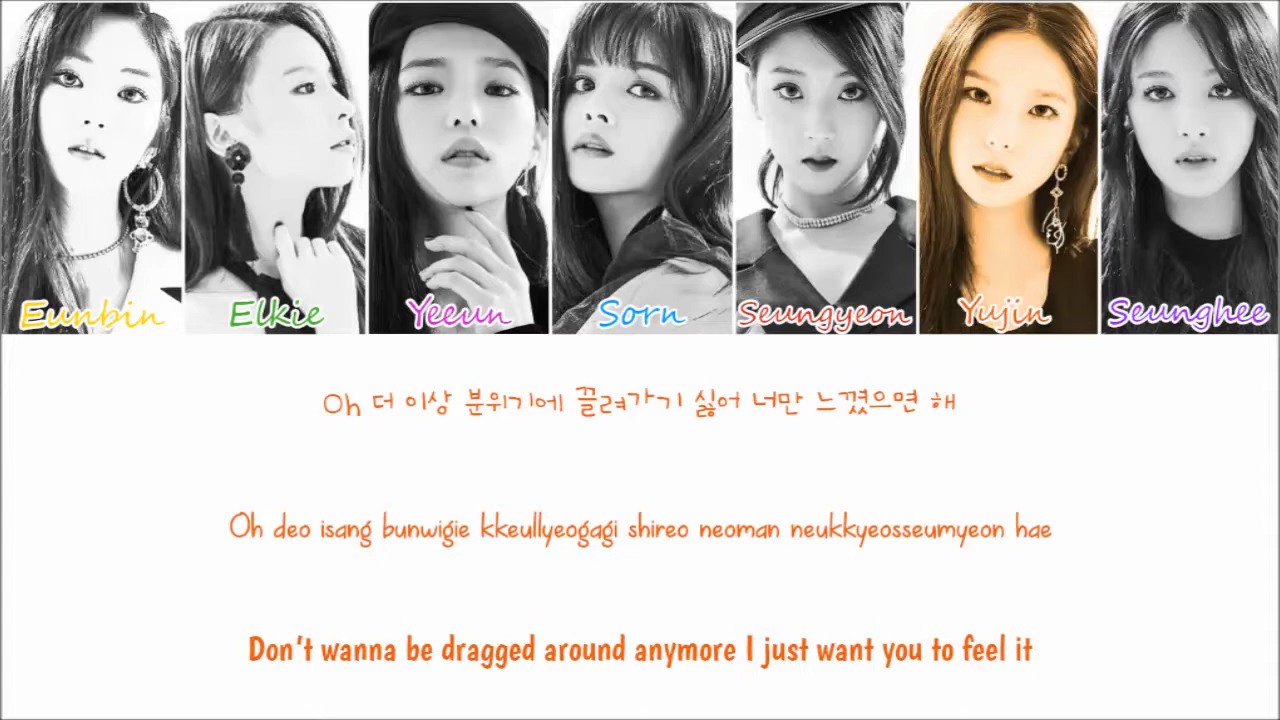 Eunbin Elkie Yeeun Sorn Seungyeon Yujin Seunghee
Oh 더 이상 분위기에 끌려가기 싫어 너만 느꼈으면 해
Oh deo isang bunwigie kkeullyeogagi shireo neoman neukkyeosseumyeon hae
Don't wanna be dragged around anymore I just want you to feel it